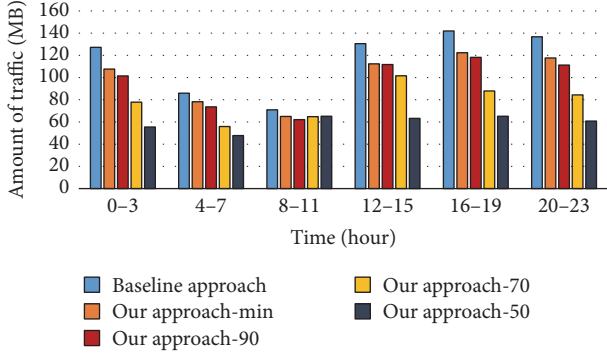 Amount of traffic (MB)
160
140
120
100
80
60
40
20
0
0–3 4–7 8–11 12–15 16–19 20–23
Time (hour)
Baseline approach
Our approach-min
Our approach-90
Our approach-70
Our approach-50